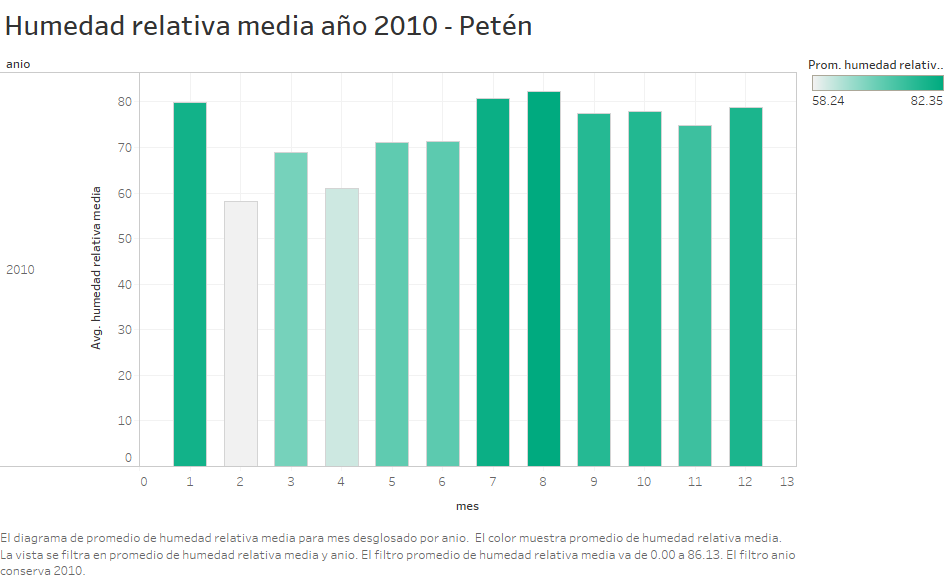 Humedad relativa media año 2010 - Petén
anio
Prom. humedad relativ..
58.24 82.35
2010
Avg. humedad relativa media
80
70
60
50
40
30
20
10
0
0 1 2 3 4 5 6 7 8 9 10 11 12 13
mes
El diagrama de promedio de humedad relativa media para mes desglosado por anio. El color muestra promedio de humedad relativa media.
La vista se filtra en promedio de humedad relativa media y anio. El filtro promedio de humedad relativa media va de 0.00 a 86.13. El filtro anio
conserva 2010.